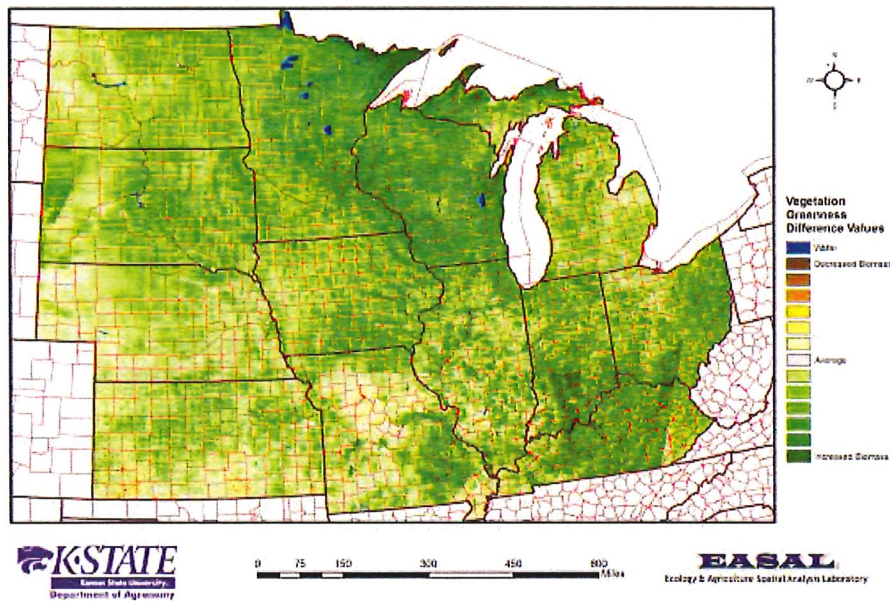 N
Vegetation
Greenness
Difference Values
Water
Decreased Biomass
Average
Increased Biomass
K-STATE
Kansas State University
Department of Agronomy
0 75 150 300 450 600
Miles
EASAL
Ecology & Agriculture Spatial Analysis Laboratory